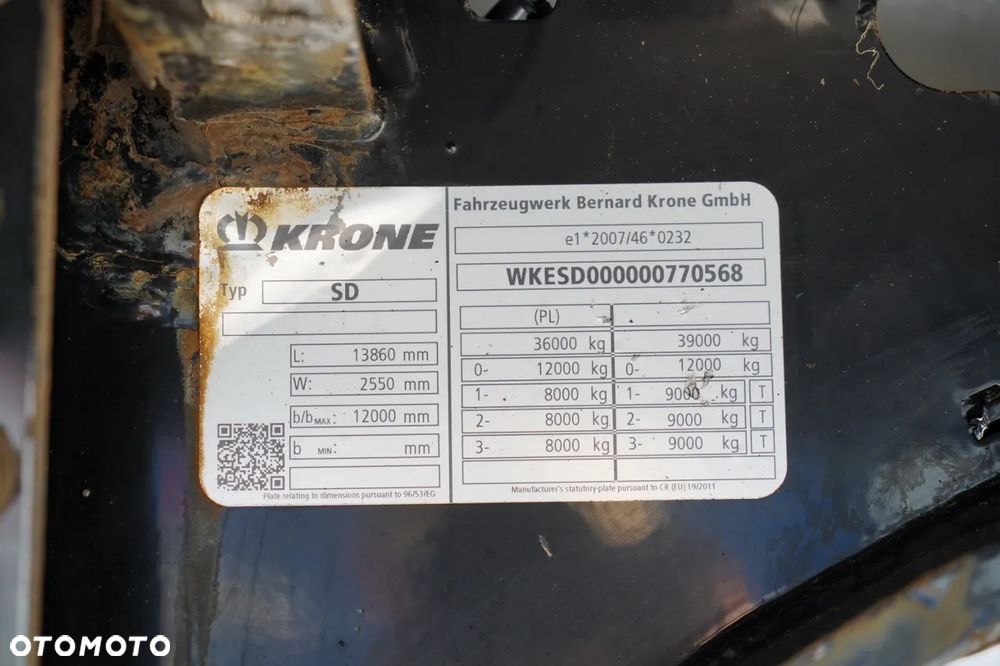 KRONE
Typ SD
L: 13860 mm
W: 2550 mm
b/bMAX: 12000 mm
b MIN: mm
Plate relating to dimensions pursuant to 96/53/EG
Fahrzeugwerk Bernard Krone GmbH
e1*2007/46*0232
WKESD000000770568
(PL)
36000 kg 39000 kg
0- 12000 kg 0- 12000 kg
1- 8000 kg 1- 9000 kg T
2- 8000 kg 2- 9000 kg T
3- 8000 kg 3- 9000 kg T
Manufacturer's statutory-plate pursuant to CR (EU) 19/2011
OTOMOTO